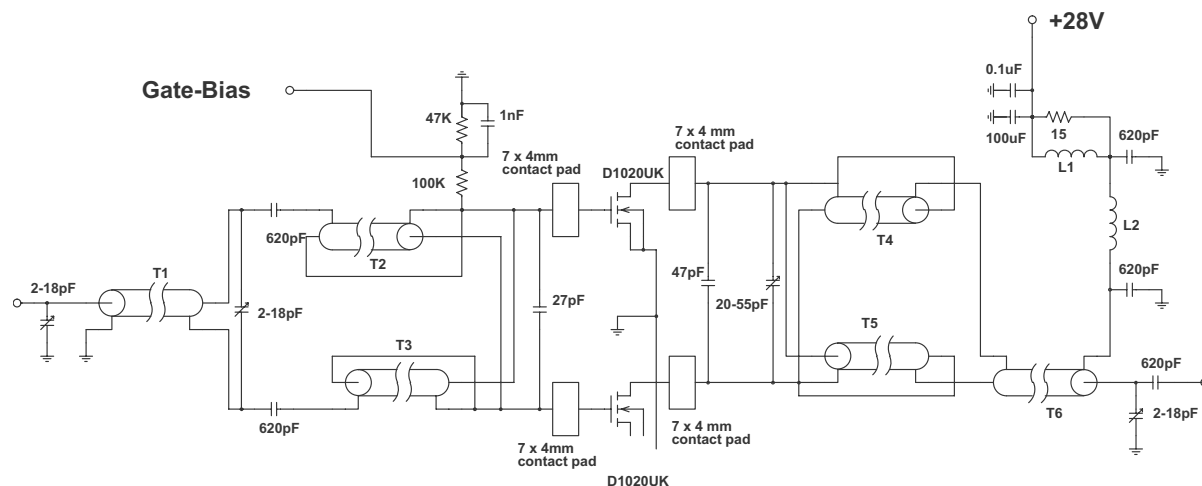 +28V
Gate-Bias
0.1uF
47K
1nF
100uF
15
620pF
L1
7 x 4 mm
contact pad
7 x 4mm
contact pad
D1020UK
100K
L2
620pF
T2
T4
T1
2-18pF
2-18pF
27pF
47pF
20-55pF
620pF
T3
T5
620pF
620pF
T6
2-18pF
7 x 4mm
contact pad
7 x 4 mm
contact pad
D1020UK